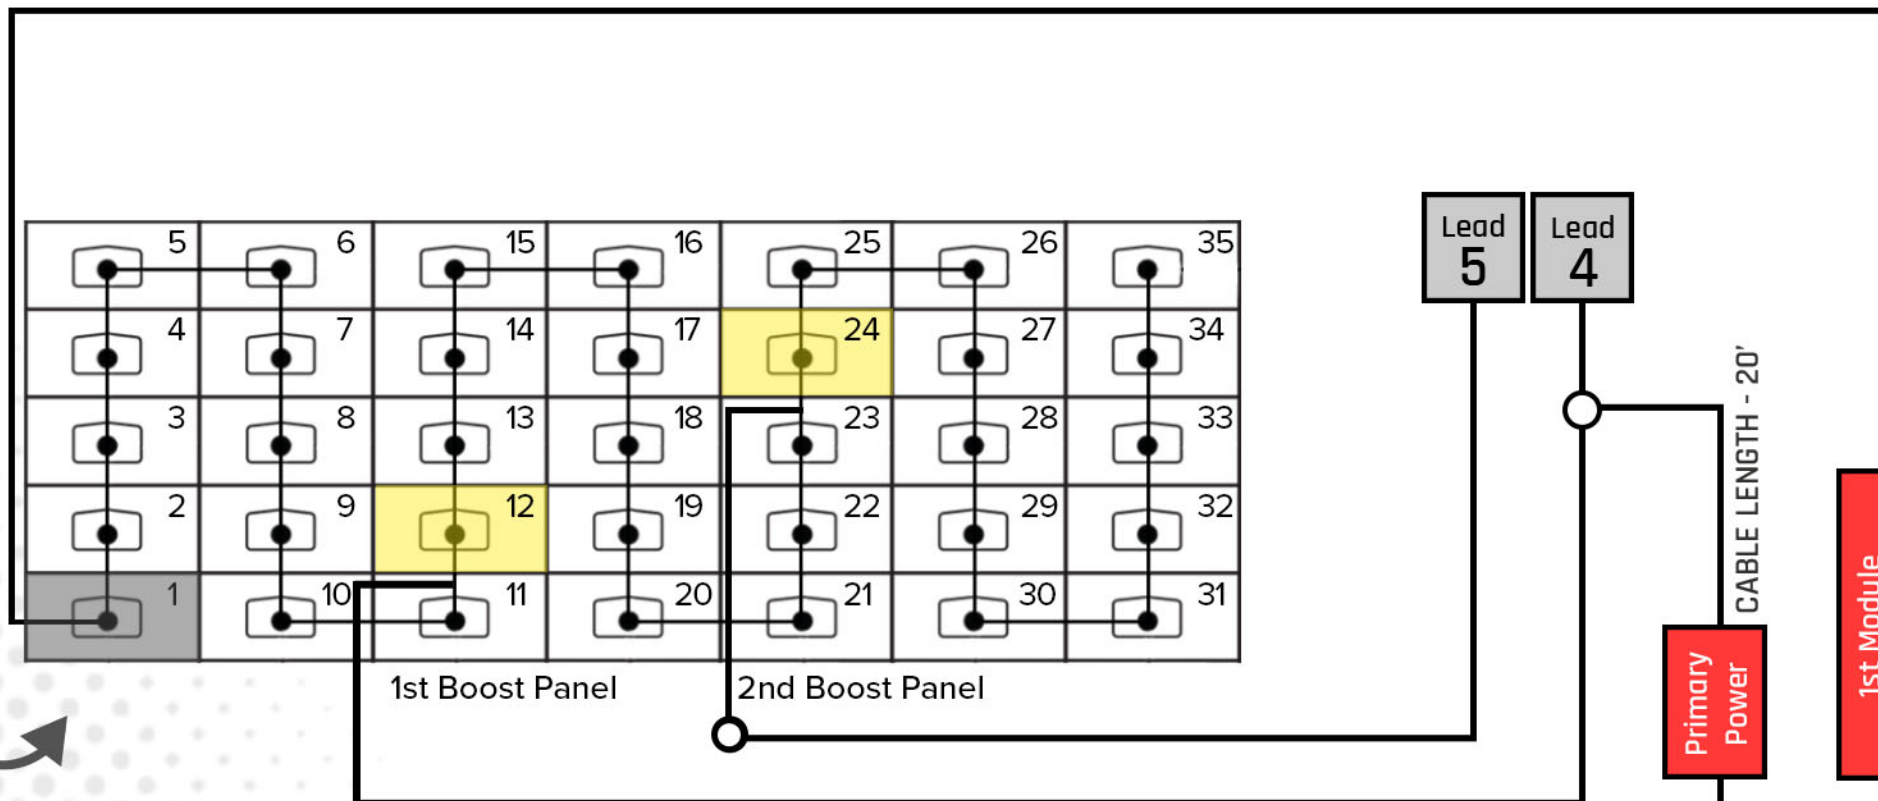 5 6 15 16 25 26 35
4 7 14 17 24 27 34
3 8 13 18 23 28 33
2 9 12 19 22 29 32
1 10 11 20 21 30 31
1st Boost Panel
2nd Boost Panel
Lead
5
Lead
4
CABLE LENGTH - 20'
Primary
Power
1st Module